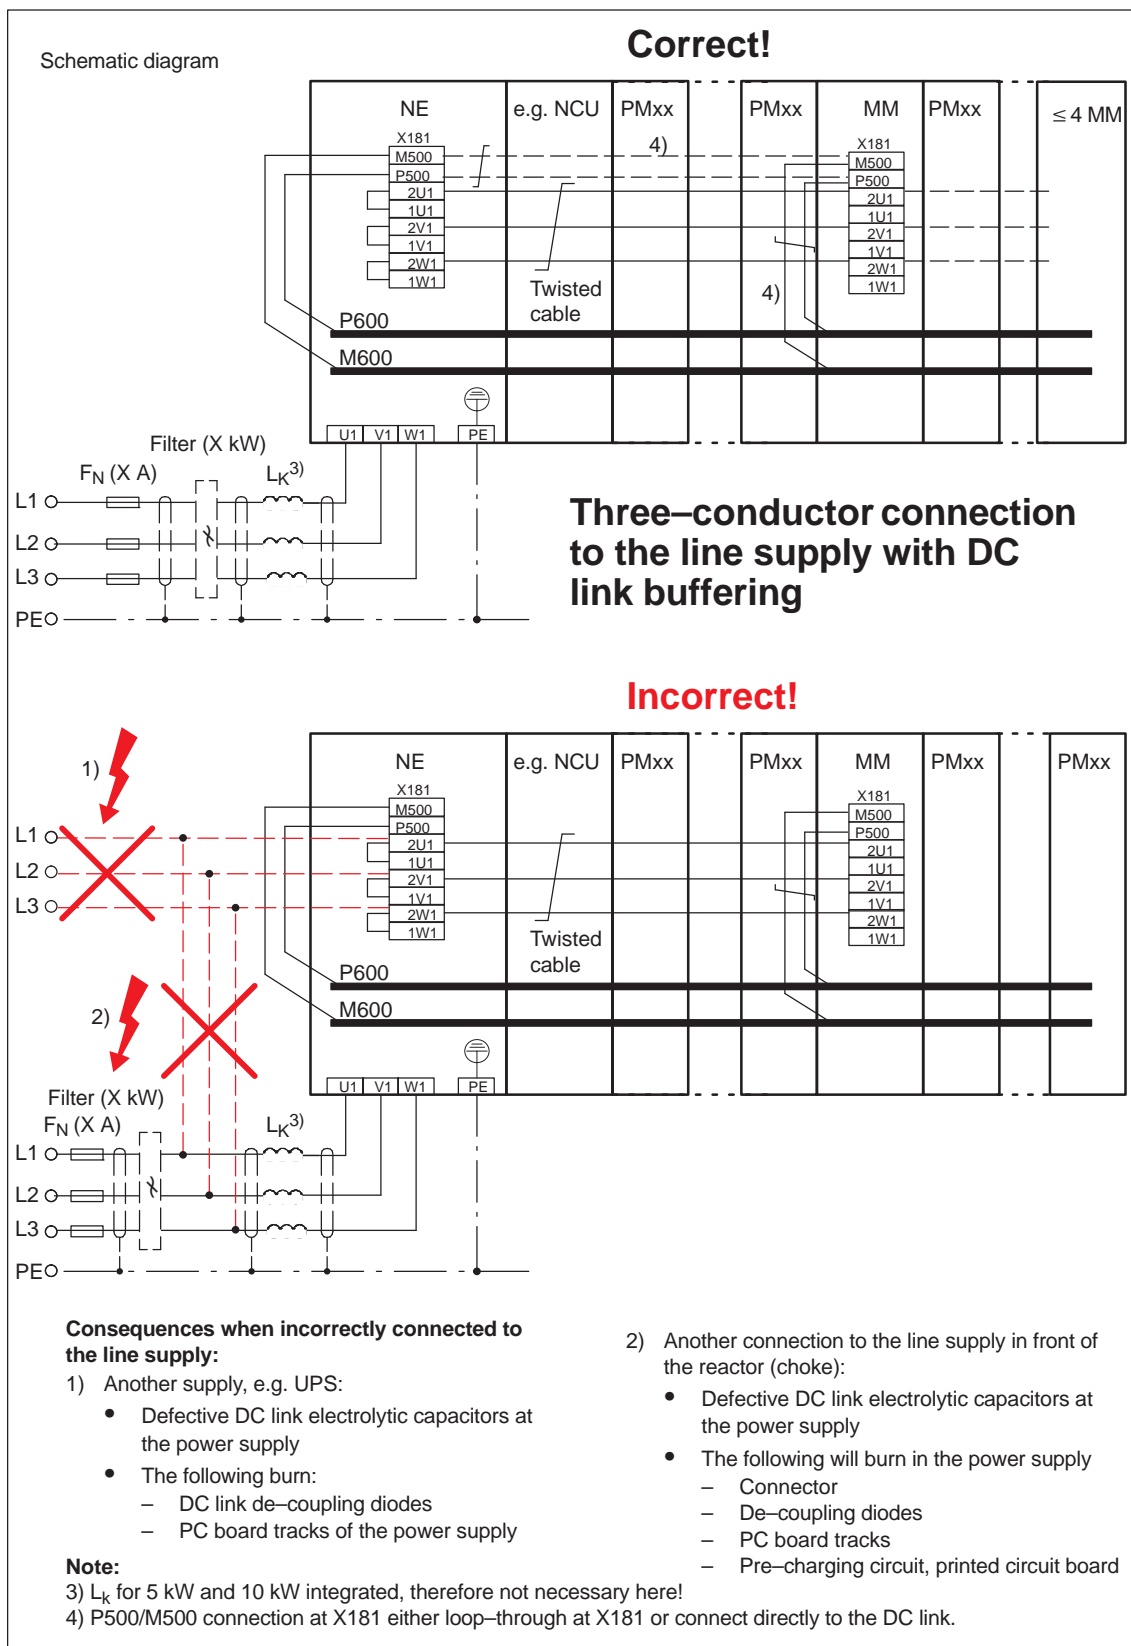 Schematic diagram
Correct!
NE
e.g. NCU
PMxx
PMxx
MM
PMxx
≤ 4 MM
X181
M500
P500
2U1
1U1
2V1
1V1
2W1
1W1
4)
X181
M500
P500
2U1
1U1
2V1
1V1
2W1
1W1
Twisted
cable
4)
P600
M600
U1 V1 W1 PE
Filter (X kW)
FN (X A)
LK3)
L1
L2
L3
PE
Three–conductor connection
to the line supply with DC
link buffering
Incorrect!
NE
e.g. NCU
PMxx
PMxx
MM
PMxx
PMxx
1)
X181
M500
P500
2U1
1U1
2V1
1V1
2W1
1W1
X181
M500
P500
2U1
1U1
2V1
1V1
2W1
1W1
L1
L2
L3
Twisted
cable
P600
M600
2)
U1 V1 W1 PE
Filter (X kW)
FN (X A)
LK3)
L1
L2
L3
PE
Consequences when incorrectly connected to
the line supply:
1) Another supply, e.g. UPS:
• Defective DC link electrolytic capacitors at
the power supply
• The following burn:
– DC link de–coupling diodes
– PC board tracks of the power supply
2) Another connection to the line supply in front of
the reactor (choke):
• Defective DC link electrolytic capacitors at
the power supply
• The following will burn in the power supply
– Connector
– De–coupling diodes
– PC board tracks
– Pre–charging circuit, printed circuit board
Note:
3) Lk for 5 kW and 10 kW integrated, therefore not necessary here!
4) P500/M500 connection at X181 either loop–through at X181 or connect directly to the DC link.